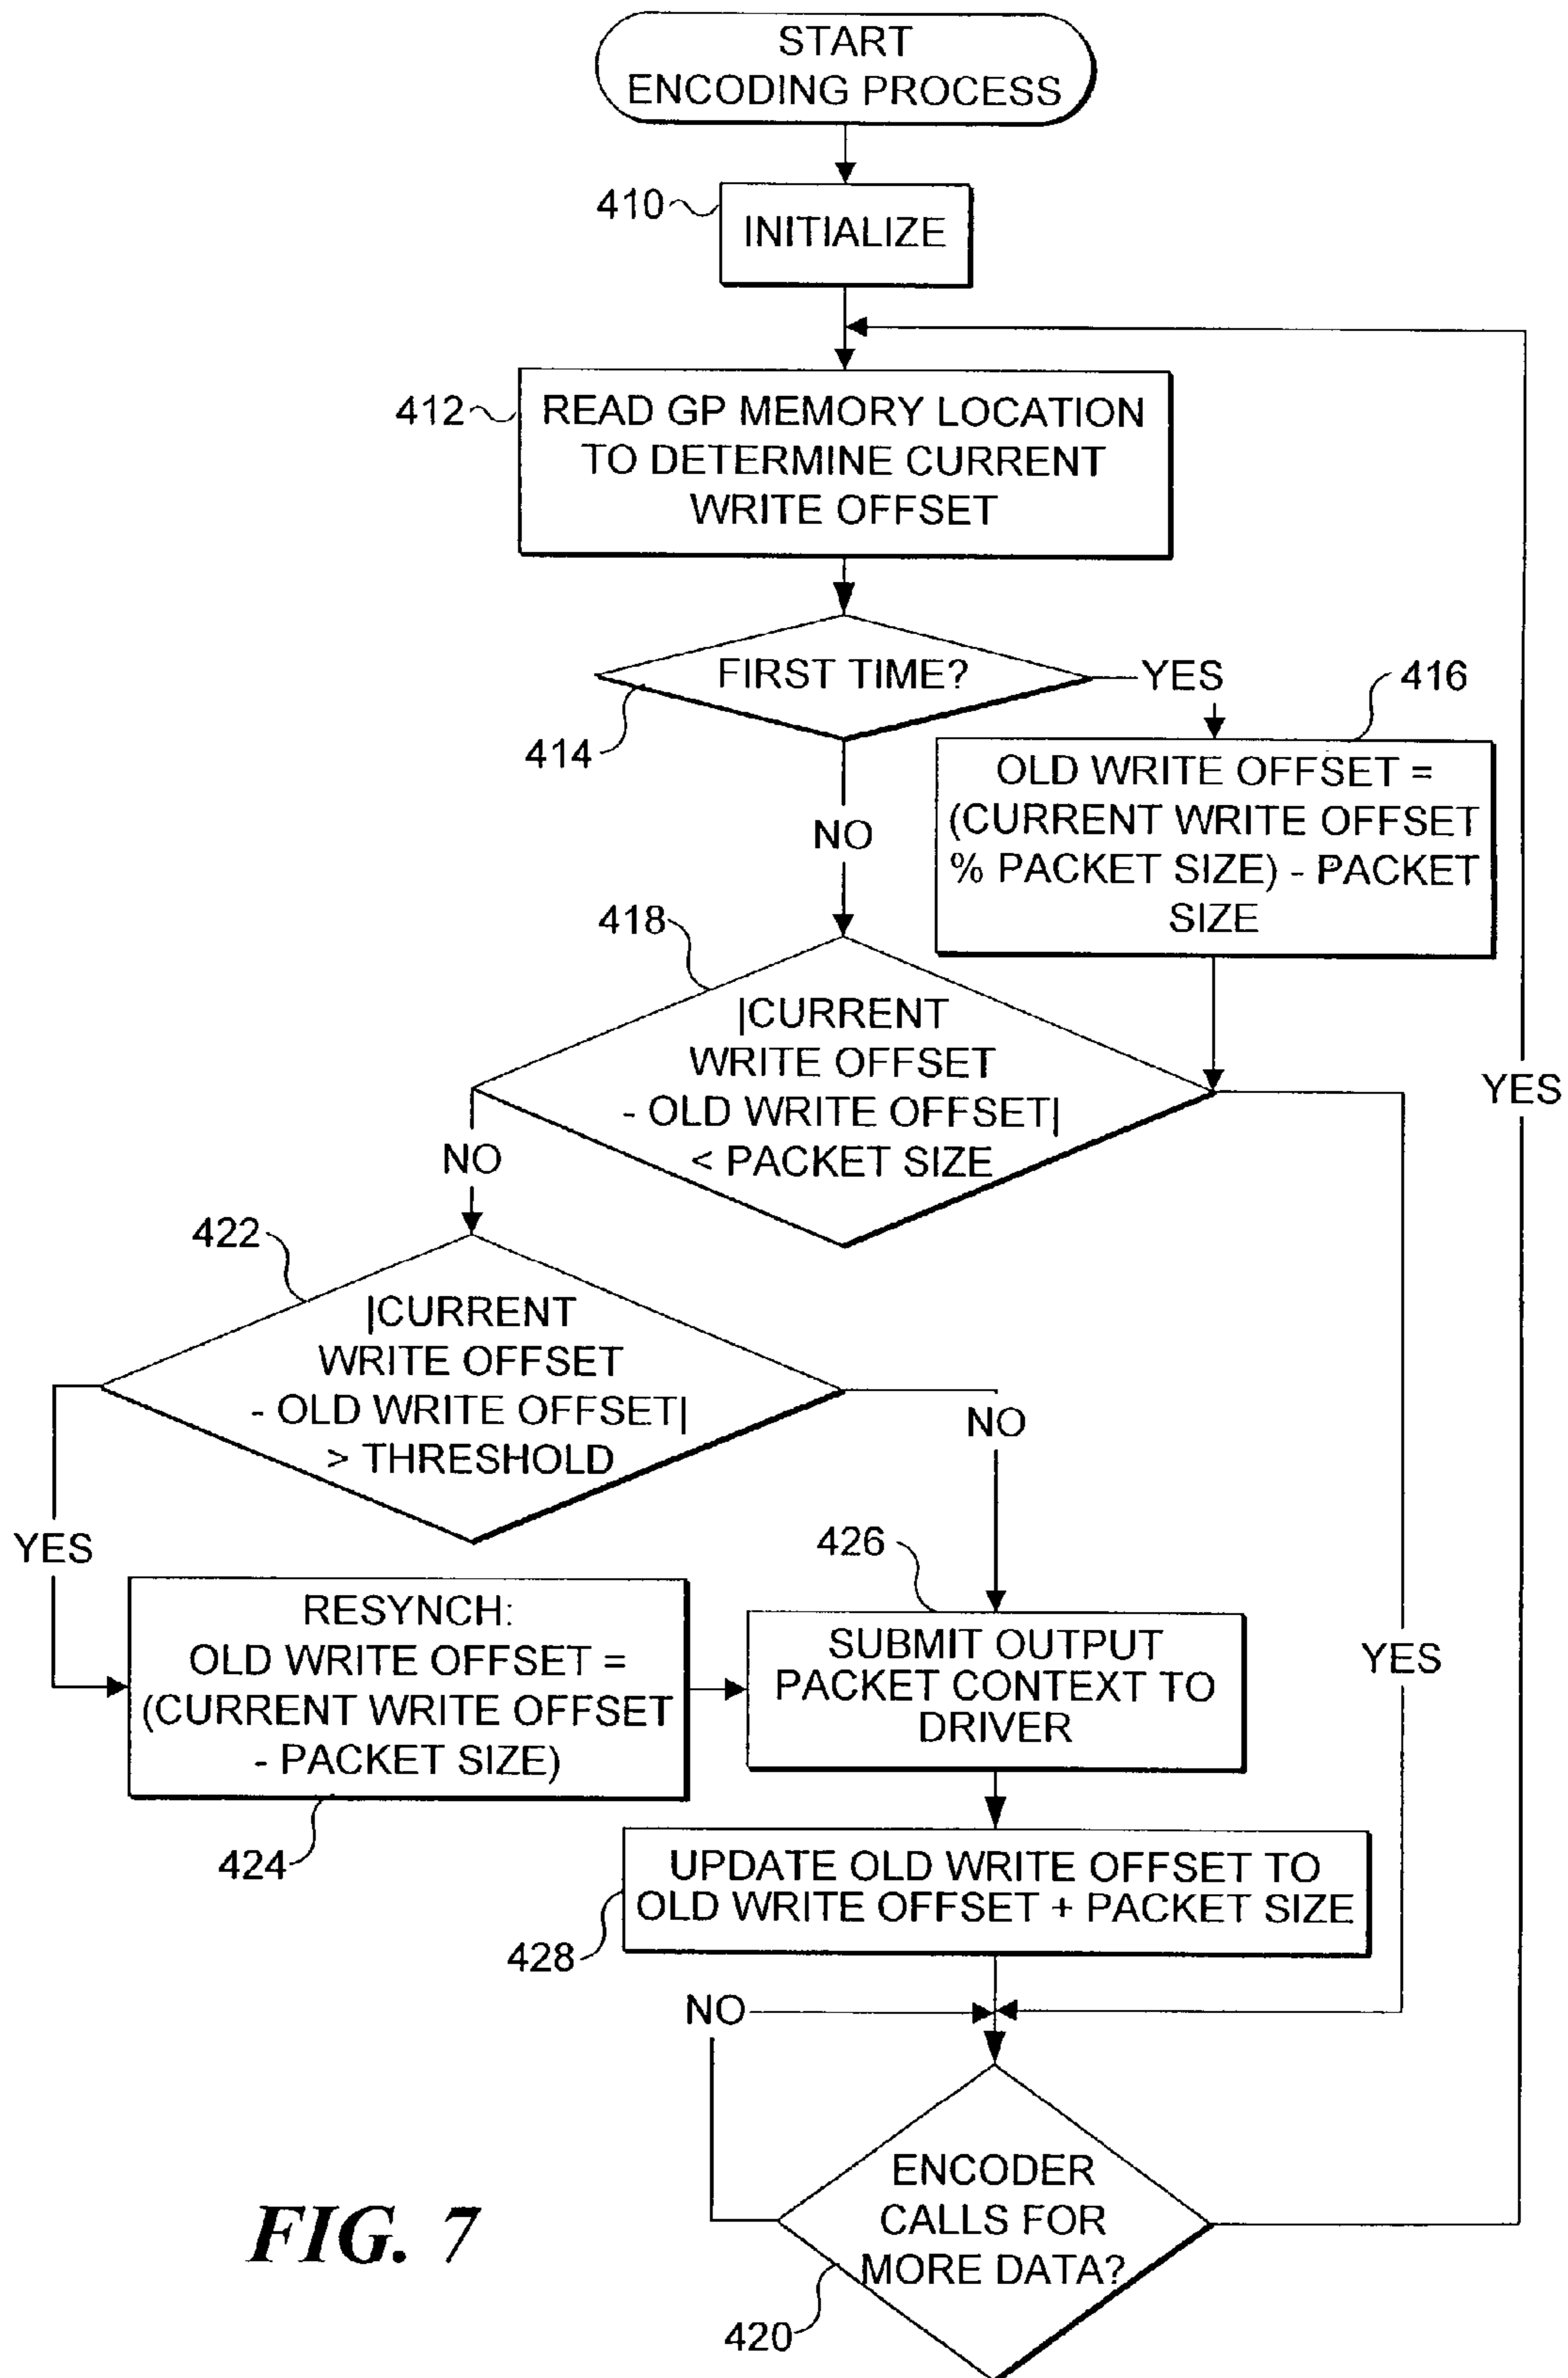 START
ENCODING PROCESS
410
INITIALIZE
412
READ GP MEMORY LOCATION
TO DETERMINE CURRENT
WRITE OFFSET
FIRST TIME?
YES
416
414
OLD WRITE OFFSET =
(CURRENT WRITE OFFSET
% PACKET SIZE) - PACKET
SIZE
NO
418
|CURRENT
WRITE OFFSET
- OLD WRITE OFFSET|
< PACKET SIZE
YES
NO
422
|CURRENT
WRITE OFFSET
- OLD WRITE OFFSET|
> THRESHOLD
NO
YES
426
RESYNCH:
OLD WRITE OFFSET =
(CURRENT WRITE OFFSET
- PACKET SIZE)
424
SUBMIT OUTPUT
PACKET CONTEXT TO
DRIVER
YES
UPDATE OLD WRITE OFFSET TO
OLD WRITE OFFSET + PACKET SIZE
428
NO
ENCODER
CALLS FOR
MORE DATA?
420
FIG. 7